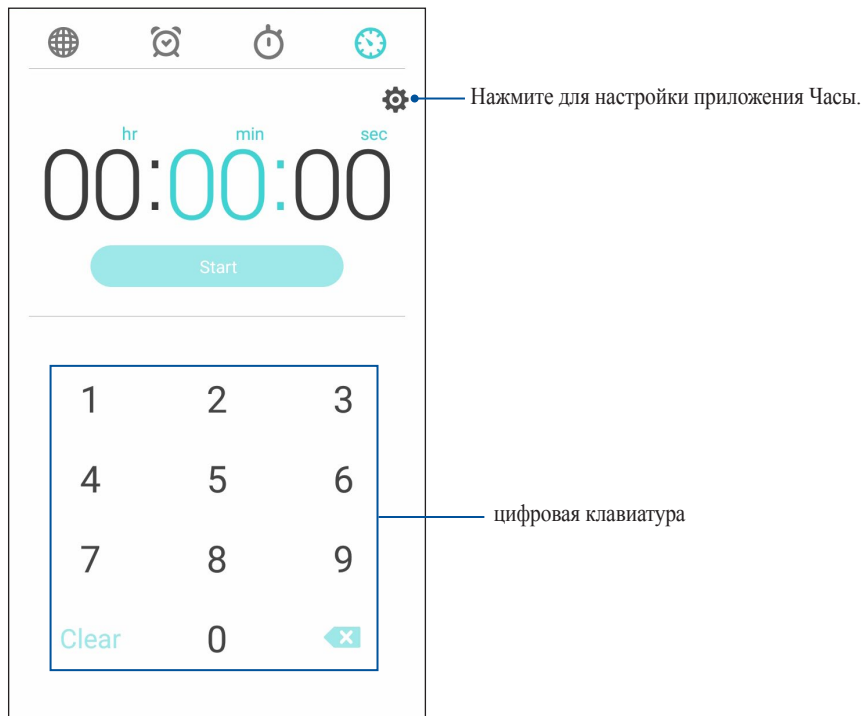 Нажмите для настройки приложения Часы.
hr min sec
00:00:00
Start
1 2 3
4 5 6
цифровая клавиатура
7 8 9
Clear 0